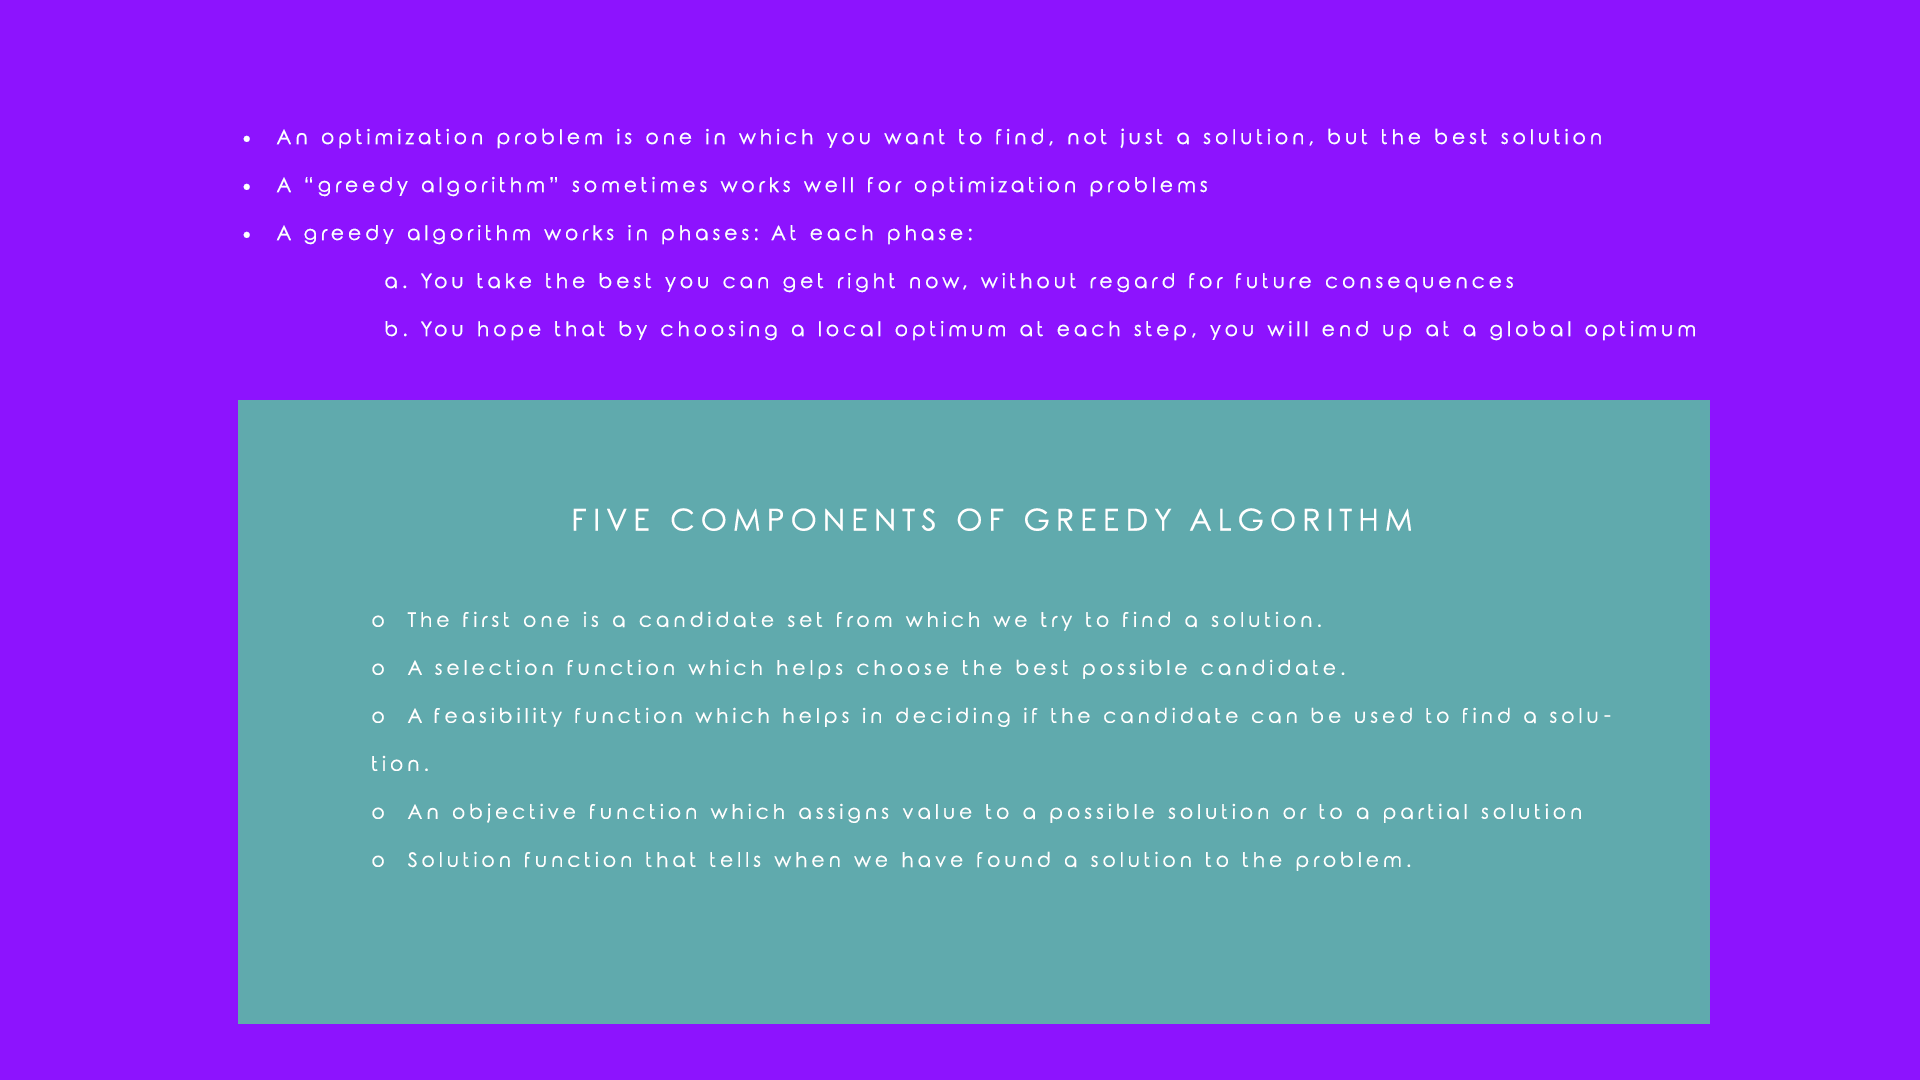 • An optimization problem is one in which you want to find, not just a solution, but the best solution
• A “greedy algorithm” sometimes works well for optimization problems
• A greedy algorithm works in phases: At each phase:
a. You take the best you can get right now, without regard for future consequences
b. You hope that by choosing a local optimum at each step, you will end up at a global optimum
FIVE COMPONENTS OF GREEDY ALGORITHM
o The first one is a candidate set from which we try to find a solution.
o A selection function which helps choose the best possible candidate.
o A feasibility function which helps in deciding if the candidate can be used to find a solu-
tion.
o An objective function which assigns value to a possible solution or to a partial solution
o Solution function that tells when we have found a solution to the problem.